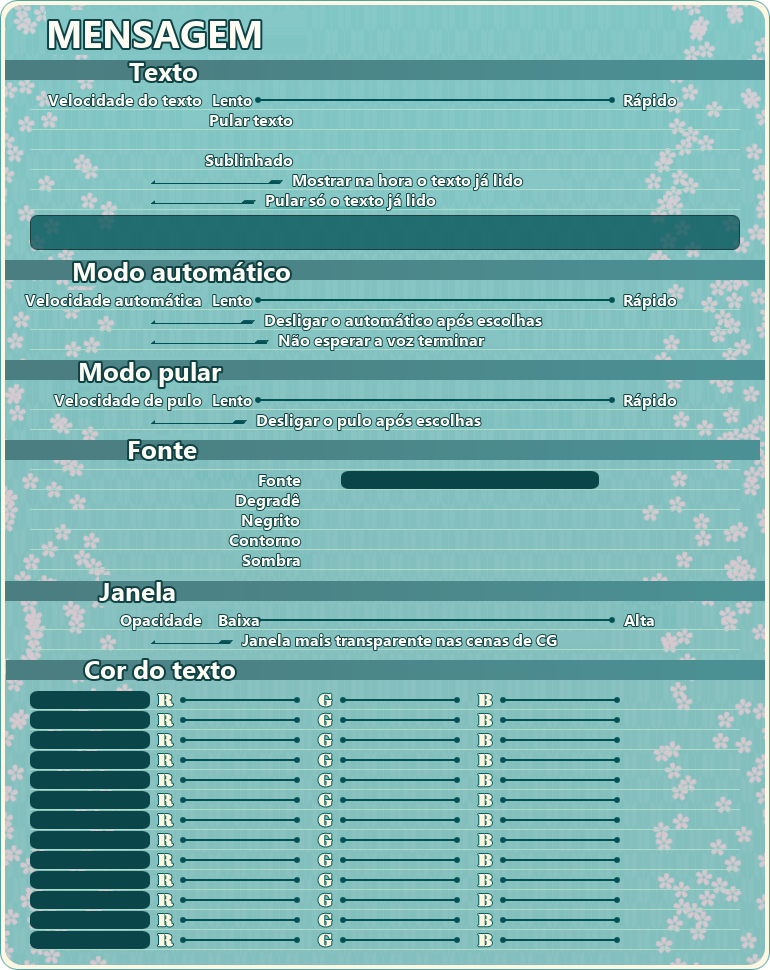 MENSAGEM
Texto
Velocidade do texto Lento Rápido
Pular texto
Sublinhado
Mostrar na hora o texto já lido
Pular só o texto já lido
Modo automático
Velocidade automática Lento Rápido
Desligar o automático após escolhas
Não esperar a voz terminar
Modo pular
Velocidade de pulo Lento Rápido
Desligar o pulo após escolhas
Fonte
Fonte
Degradê
Negrito
Contorno
Sombra
Janela
Opacidade Baixa Alta
Janela mais transparente nas cenas de CG
Cor do texto
R G B
R G B
R G B
R G B
R G B
R G B
R G B
R G B
R G B
R G B
R G B
R G B
R G B